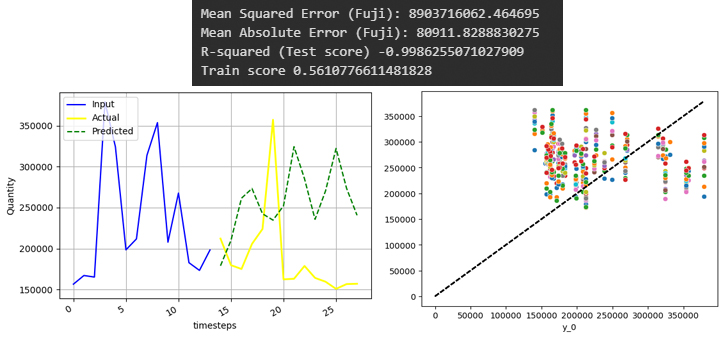 Mean Squared Error (Fuji): 8903716062.464695
Mean Absolute Error (Fuji): 80911.8288830275
R-squared (Test score) -0.9986255071027909
Train score 0.5610776611481828
Input
Actual
Predicted
350000
300000
250000
200000
150000
Quantity
0
5
10
15
20
25
timesteps
350000
300000
250000
200000
150000
100000
50000
0
0
50000
100000
150000
200000
250000
300000
350000
y_0